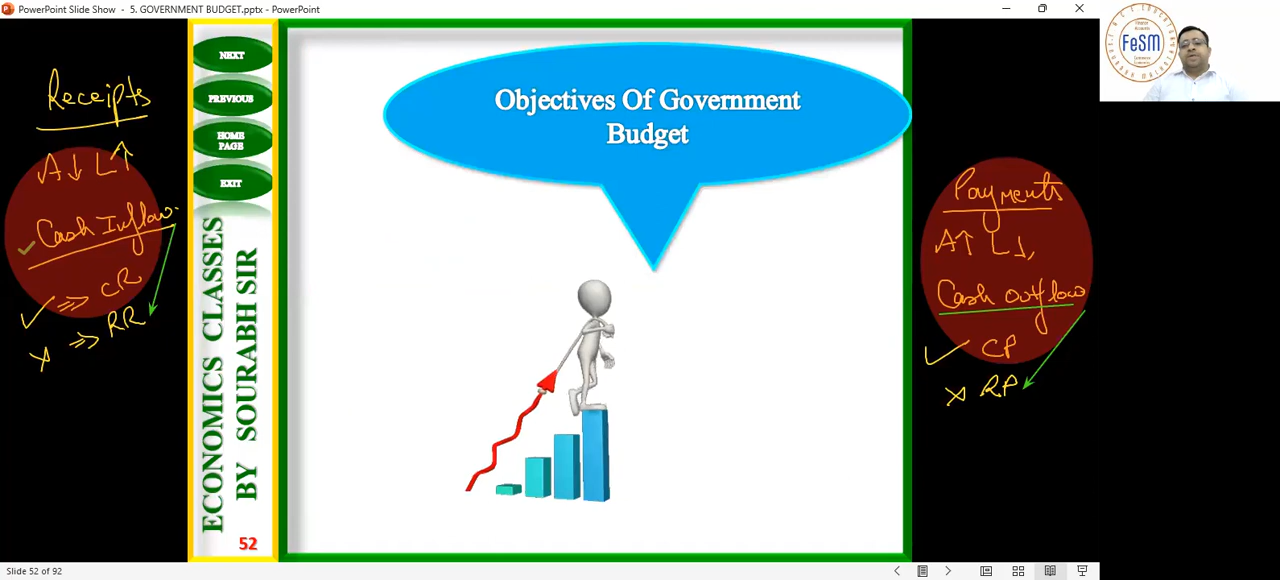 PowerPoint Slide Show - 5. GOVERNMENT BUDGET.pptx - PowerPoint
Receipts
A↓ L↑
✓ Cash Inflow
✓ ⇒ CR
✗ ⇒ RR
NEXT
PREVIOUS
HOME
PAGE
EXIT
ECONOMICS CLASSES
BY SOURABH SIR
52
Objectives Of Government
Budget
FeSM
Payments
A↑ L↓
Cash outflow
✓ CP
✗ RP
Slide 52 of 92